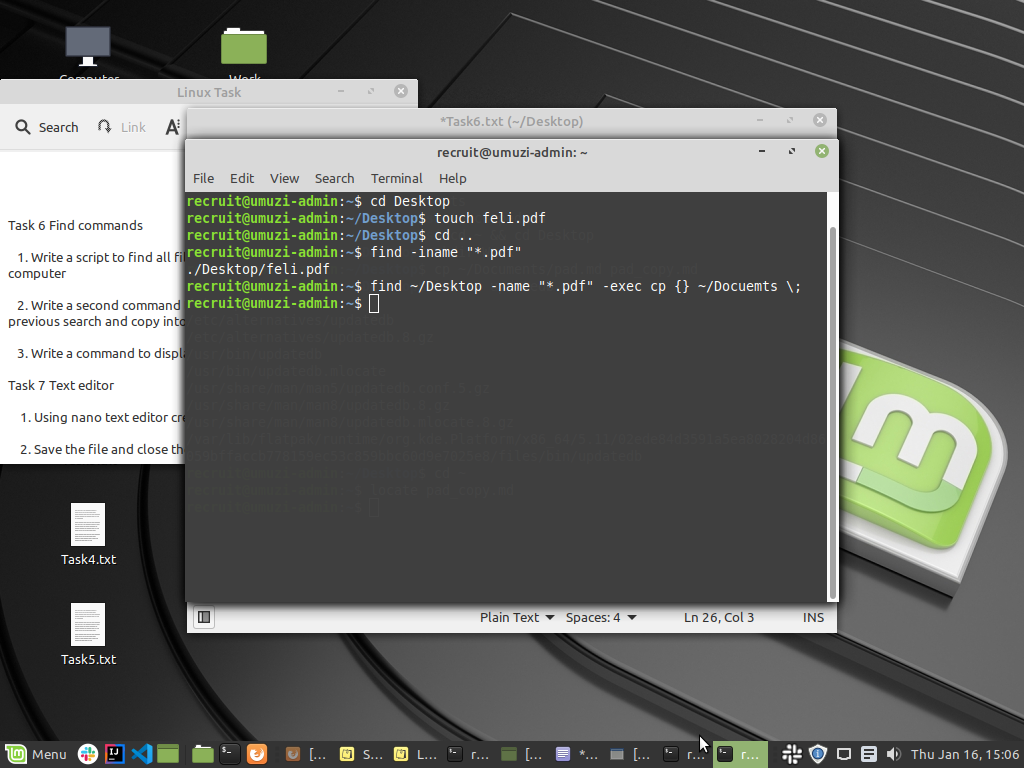 Computer
Work
Linux Task
Search
Link
*Task6.txt (~/Desktop)
recruit@umuzi-admin: ~
File Edit View Search Terminal Help
recruit@umuzi-admin:~$ cd Desktop
recruit@umuzi-admin:~/Desktop$ touch feli.pdf
recruit@umuzi-admin:~/Desktop$ cd ..
recruit@umuzi-admin:~$ find -iname "*.pdf"
./Desktop/feli.pdf
recruit@umuzi-admin:~$ find ~/Desktop -name "*.pdf" -exec cp {} ~/Docuemts \;
recruit@umuzi-admin:~$
Task 6 Find commands
1. Write a script to find all fil
computer
2. Write a second command
previous search and copy into
3. Write a command to displa
Task 7 Text editor
1. Using nano text editor cre
2. Save the file and close the
Task4.txt
Task5.txt
Plain Text Spaces: 4 Ln 26, Col 3 INS
Menu
[...
S...
L...
r...
[...
*...
[...
r...
r...
Thu Jan 16, 15:06